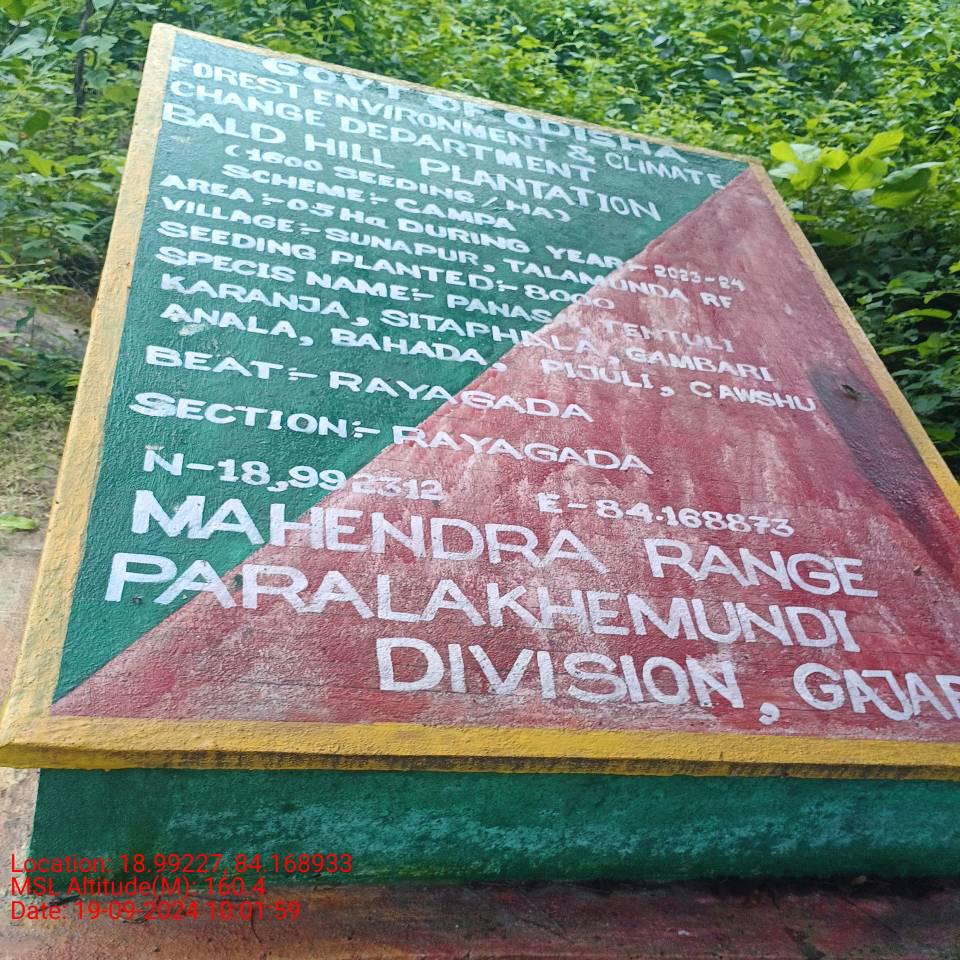 GOVT OF ODISHA
FOREST ENVIRONMENT & CLIMATE
CHANGE DEPARTMENT
BALD HILL PLANTATION
(1600 SEEDING/HA)
SCHEME:-CAMPA
AREA:-05Ha DURING YEAR:-2023-24
VILLAGE:-SUNAPUR, TALAMUNDA RF
SEEDING PLANTED:-8000
SPECIS NAME:- PANAS, TENTULI
KARANJA, SITAPHALA, GAMBARI
ANALA, BAHADA, PIJULI, CAWSHU
BEAT:-RAYAGADA
SECTION:-RAYAGADA
N-18,992312 E-84.168873
MAHENDRA RANGE
PARALAKHEMUNDI
DIVISION, GAJAP
Location: 18.99227, 84.168933
MSL Altitude(M): 160.4
Date: 19-09-2024 10:01:59